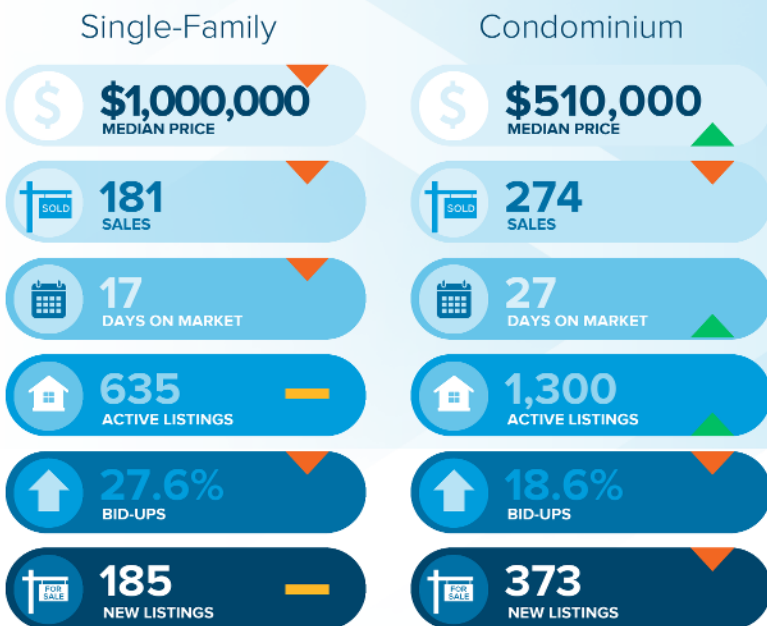 Single-Family
$
$1,000,000
MEDIAN PRICE
SOLD
181
SALES
17
DAYS ON MARKET
635
ACTIVE LISTINGS
27.6%
BID-UPS
FOR
SALE
185
NEW LISTINGS
Condominium
$
$510,000
MEDIAN PRICE
SOLD
274
SALES
27
DAYS ON MARKET
1,300
ACTIVE LISTINGS
18.6%
BID-UPS
FOR
SALE
373
NEW LISTINGS